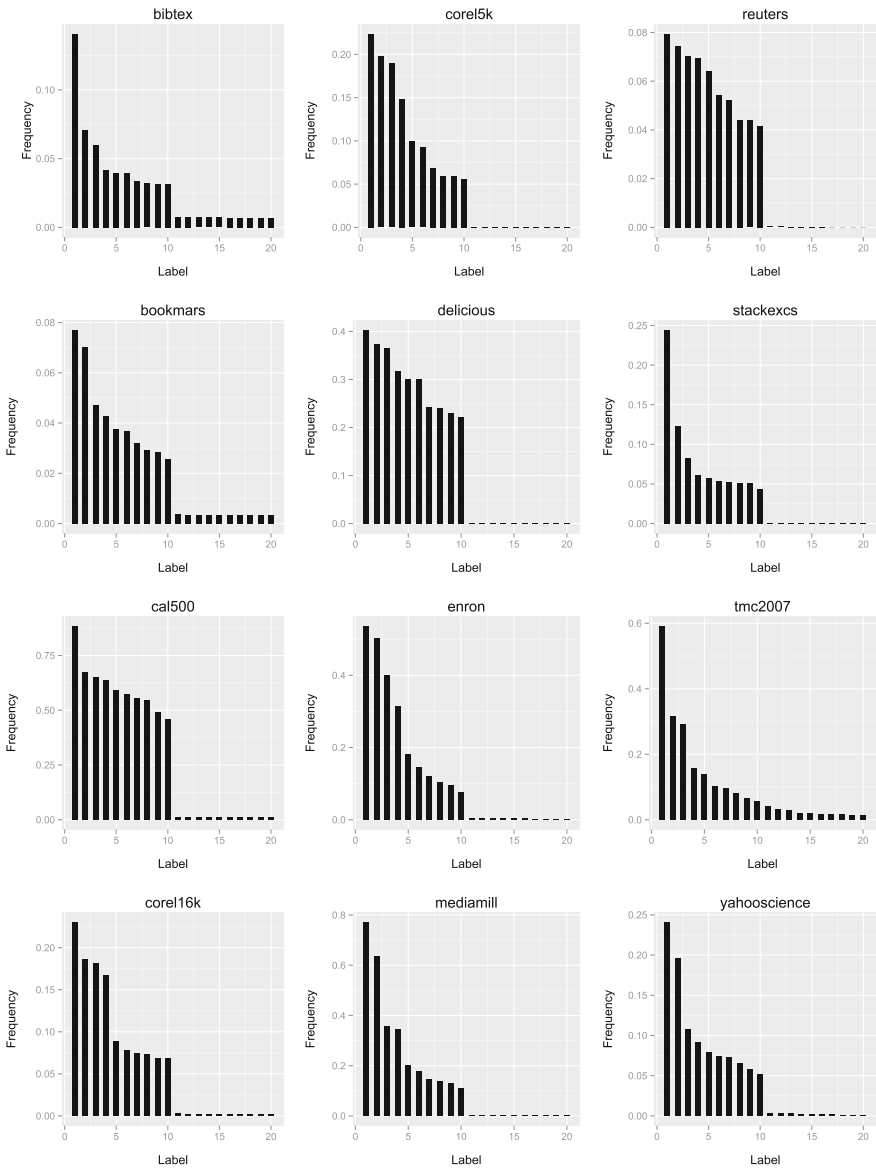 bibtex
Frequency
0.10
0.05
0.00
0 5 10 15 20
Label
corel5k
Frequency
0.20
0.15
0.10
0.05
0.00
0 5 10 15 20
Label
reuters
Frequency
0.08
0.06
0.04
0.02
0.00
0 5 10 15 20
Label
bookmars
Frequency
0.08
0.06
0.04
0.02
0.00
0 5 10 15 20
Label
delicious
Frequency
0.4
0.3
0.2
0.1
0.0
0 5 10 15 20
Label
stackexcs
Frequency
0.25
0.20
0.15
0.10
0.05
0.00
0 5 10 15 20
Label
cal500
Frequency
0.75
0.50
0.25
0.00
0 5 10 15 20
Label
enron
Frequency
0.4
0.2
0.0
0 5 10 15 20
Label
tmc2007
Frequency
0.6
0.4
0.2
0.0
0 5 10 15 20
Label
corel16k
Frequency
0.20
0.15
0.10
0.05
0.00
0 5 10 15 20
Label
mediamill
Frequency
0.8
0.6
0.4
0.2
0.0
0 5 10 15 20
Label
yahooscience
Frequency
0.25
0.20
0.15
0.10
0.05
0.00
0 5 10 15 20
Label